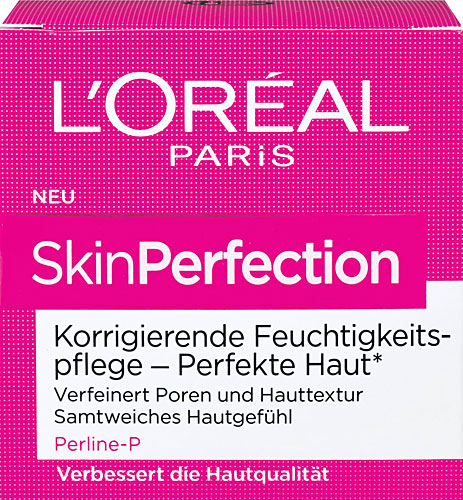 L'ORÉAL
PARiS
NEU
SkinPerfection
Korrigierende Feuchtigkeits-
pflege – Perfekte Haut*
Verfeinert Poren und Hauttextur
Samtweiches Hautgefühl
Perline-P
Verbessert die Hautqualität